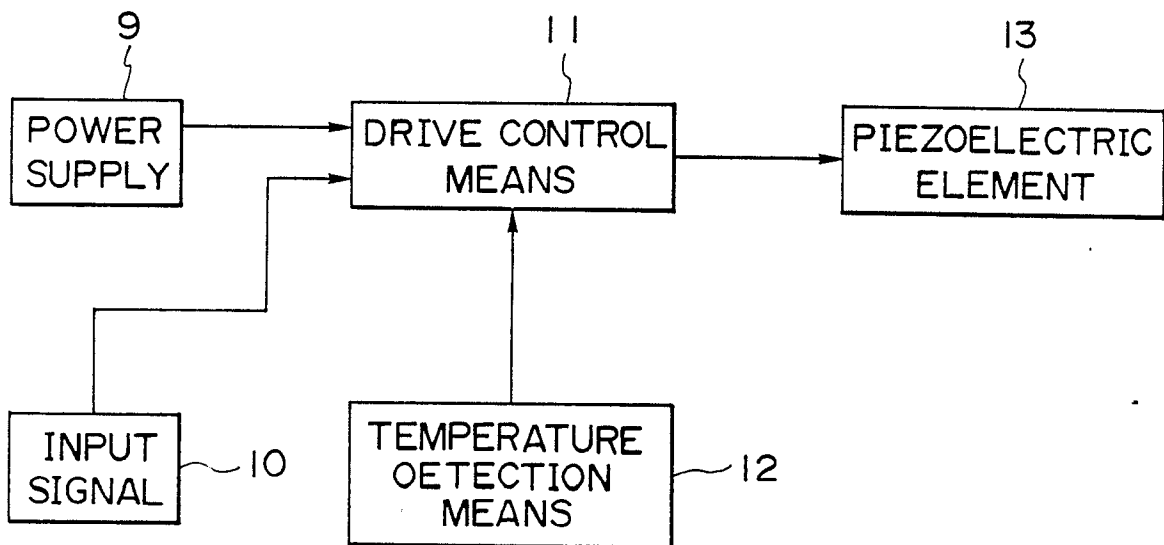 9
11
13
POWER
SUPPLY
DRIVE CONTROL
MEANS
PIEZOELECTRIC
ELEMENT
INPUT
SIGNAL
10
TEMPERATURE
OETECTION
MEANS
12